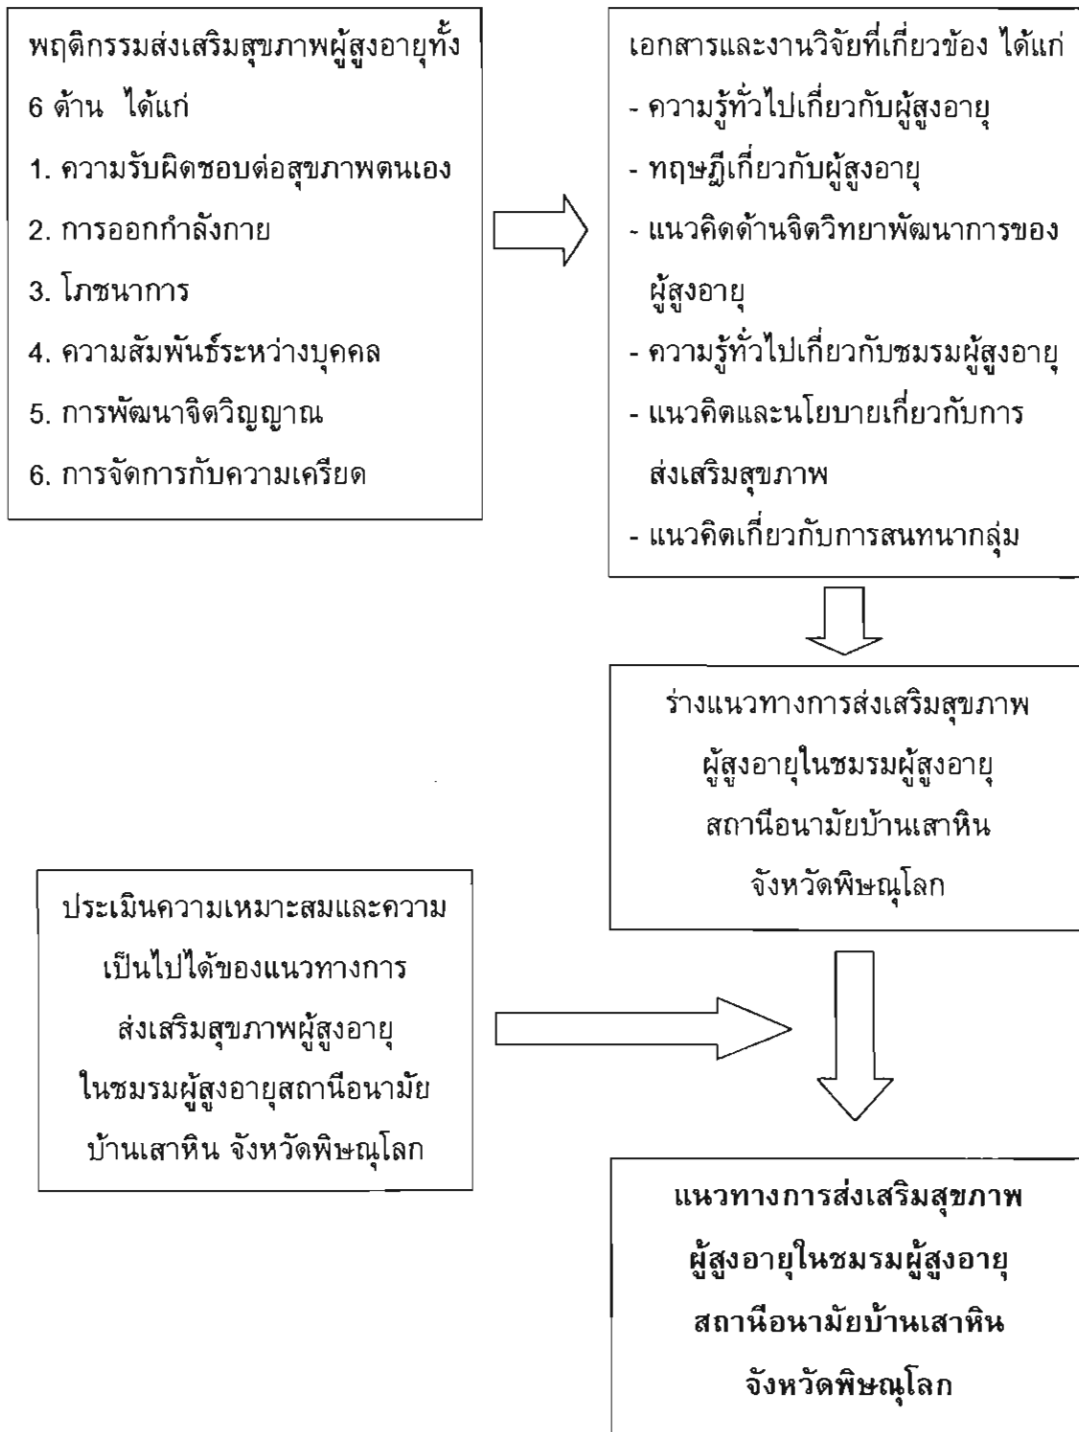 พฤติกรรมส่งเสริมสุขภาพผู้สูงอายุทั้ง
6 ด้าน ได้แก่
1. ความรับผิดชอบต่อสุขภาพตนเอง
2. การออกกำลังกาย
3. โภชนาการ
4. ความสัมพันธ์ระหว่างบุคคล
5. การพัฒนาจิตวิญญาณ
6. การจัดการกับความเครียด
เอกสารและงานวิจัยที่เกี่ยวข้อง ได้แก่
- ความรู้ทั่วไปเกี่ยวกับผู้สูงอายุ
- ทฤษฎีเกี่ยวกับผู้สูงอายุ
- แนวคิดด้านจิตวิทยาพัฒนาการของ
ผู้สูงอายุ
- ความรู้ทั่วไปเกี่ยวกับชมรมผู้สูงอายุ
- แนวคิดและนโยบายเกี่ยวกับการ
ส่งเสริมสุขภาพ
- แนวคิดเกี่ยวกับการสนทนากลุ่ม
ร่างแนวทางการส่งเสริมสุขภาพ
ผู้สูงอายุในชมรมผู้สูงอายุ
สถานีอนามัยบ้านเสาหิน
จังหวัดพิษณุโลก
ประเมินความเหมาะสมและความ
เป็นไปได้ของแนวทางการ
ส่งเสริมสุขภาพผู้สูงอายุ
ในชมรมผู้สูงอายุสถานีอนามัย
บ้านเสาหิน จังหวัดพิษณุโลก
แนวทางการส่งเสริมสุขภาพ
ผู้สูงอายุในชมรมผู้สูงอายุ
สถานีอนามัยบ้านเสาหิน
จังหวัดพิษณุโลก